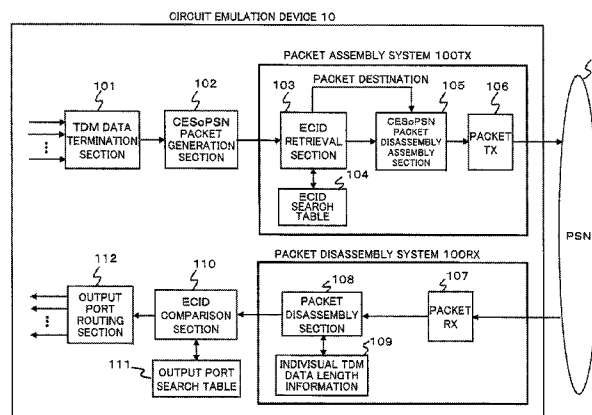 CIRCUIT EMULATION DEVICE 10
PACKET ASSEMBLY SYSTEM 100TX
101
102
103
PACKET DESTINATION
105
106
TDM DATA
TERMINATION
SECTION
CESoPSN
PACKET
GENERATION
SECTION
ECID
RETRIEVAL
SECTION
CESoPSN
PACKET
DISASSEMBLY
ASSEMBLY
SECTION
PACKET
TX
104
ECID
SEARCH TABLE
PSN
PACKET DISASSEMBLY SYSTEM 100RX
112
110
108
107
OUTPUT
PORT
ROUTING
SECTION
ECID
COMPARISON
SECTION
PACKET
DISASSEMBLY
SECTION
PACKET
RX
109
111
OUTPUT PORT
SEARCH TABLE
INDIVISUAL TDM
DATA LENGTH
INFORMATION